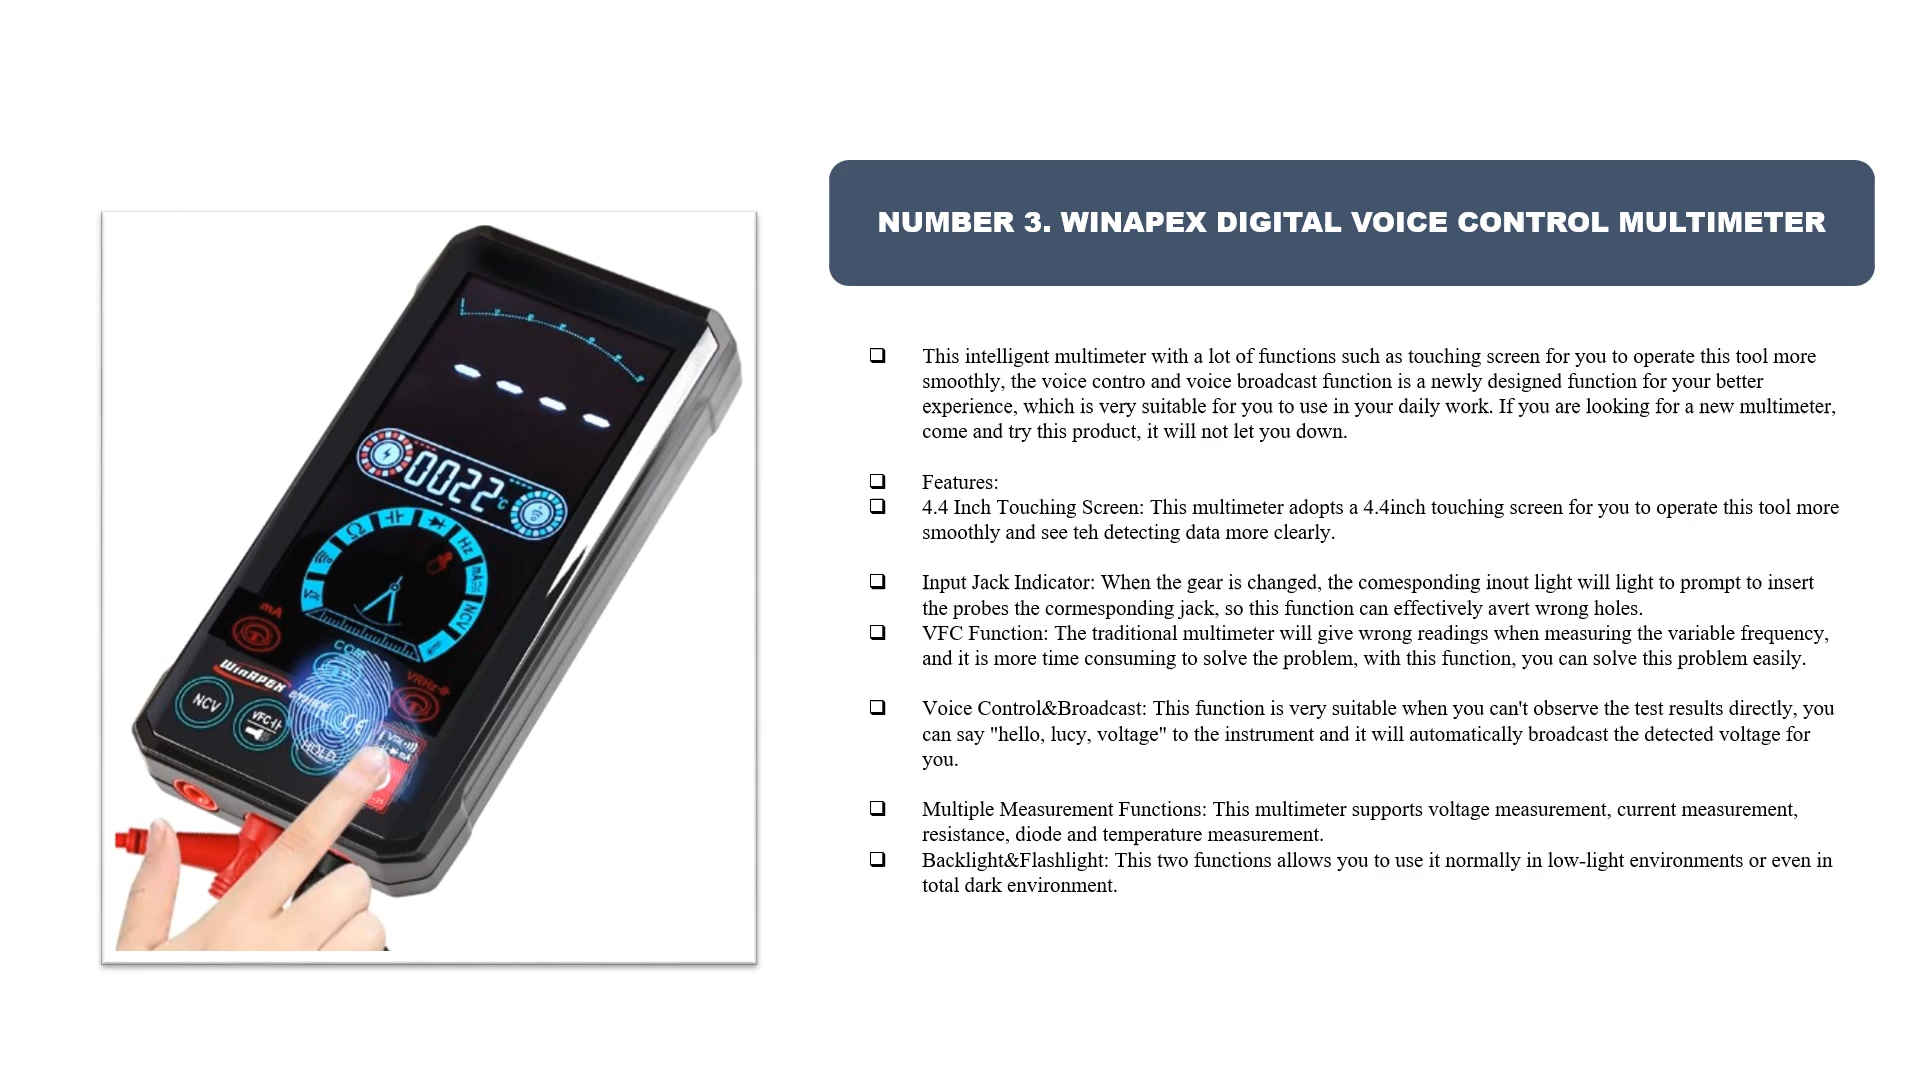 NUMBER 3. WINAPEX DIGITAL VOICE CONTROL MULTIMETER
This intelligent multimeter with a lot of functions such as touching screen for you to operate this tool more
smoothly, the voice contro and voice broadcast function is a newly designed function for your better
experience, which is very suitable for you to use in your daily work. If you are looking for a new multimeter,
come and try this product, it will not let you down.
Features:
4.4 Inch Touching Screen: This multimeter adopts a 4.4inch touching screen for you to operate this tool more
smoothly and see teh detecting data more clearly.
Input Jack Indicator: When the gear is changed, the comesponding inout light will light to prompt to insert
the probes the cormesponding jack, so this function can effectively avert wrong holes.
VFC Function: The traditional multimeter will give wrong readings when measuring the variable frequency,
and it is more time consuming to solve the problem, with this function, you can solve this problem easily.
Voice Control&Broadcast: This function is very suitable when you can't observe the test results directly, you
can say "hello, lucy, voltage" to the instrument and it will automatically broadcast the detected voltage for
you.
Multiple Measurement Functions: This multimeter supports voltage measurement, current measurement,
resistance, diode and temperature measurement.
Backlight&Flashlight: This two functions allows you to use it normally in low-light environments or even in
total dark environment.
0022 °C
Ω
Hz
mA
NCV
mA
COM
VΩHz
WinAPEX
CE
NCV
VFC
HOLD